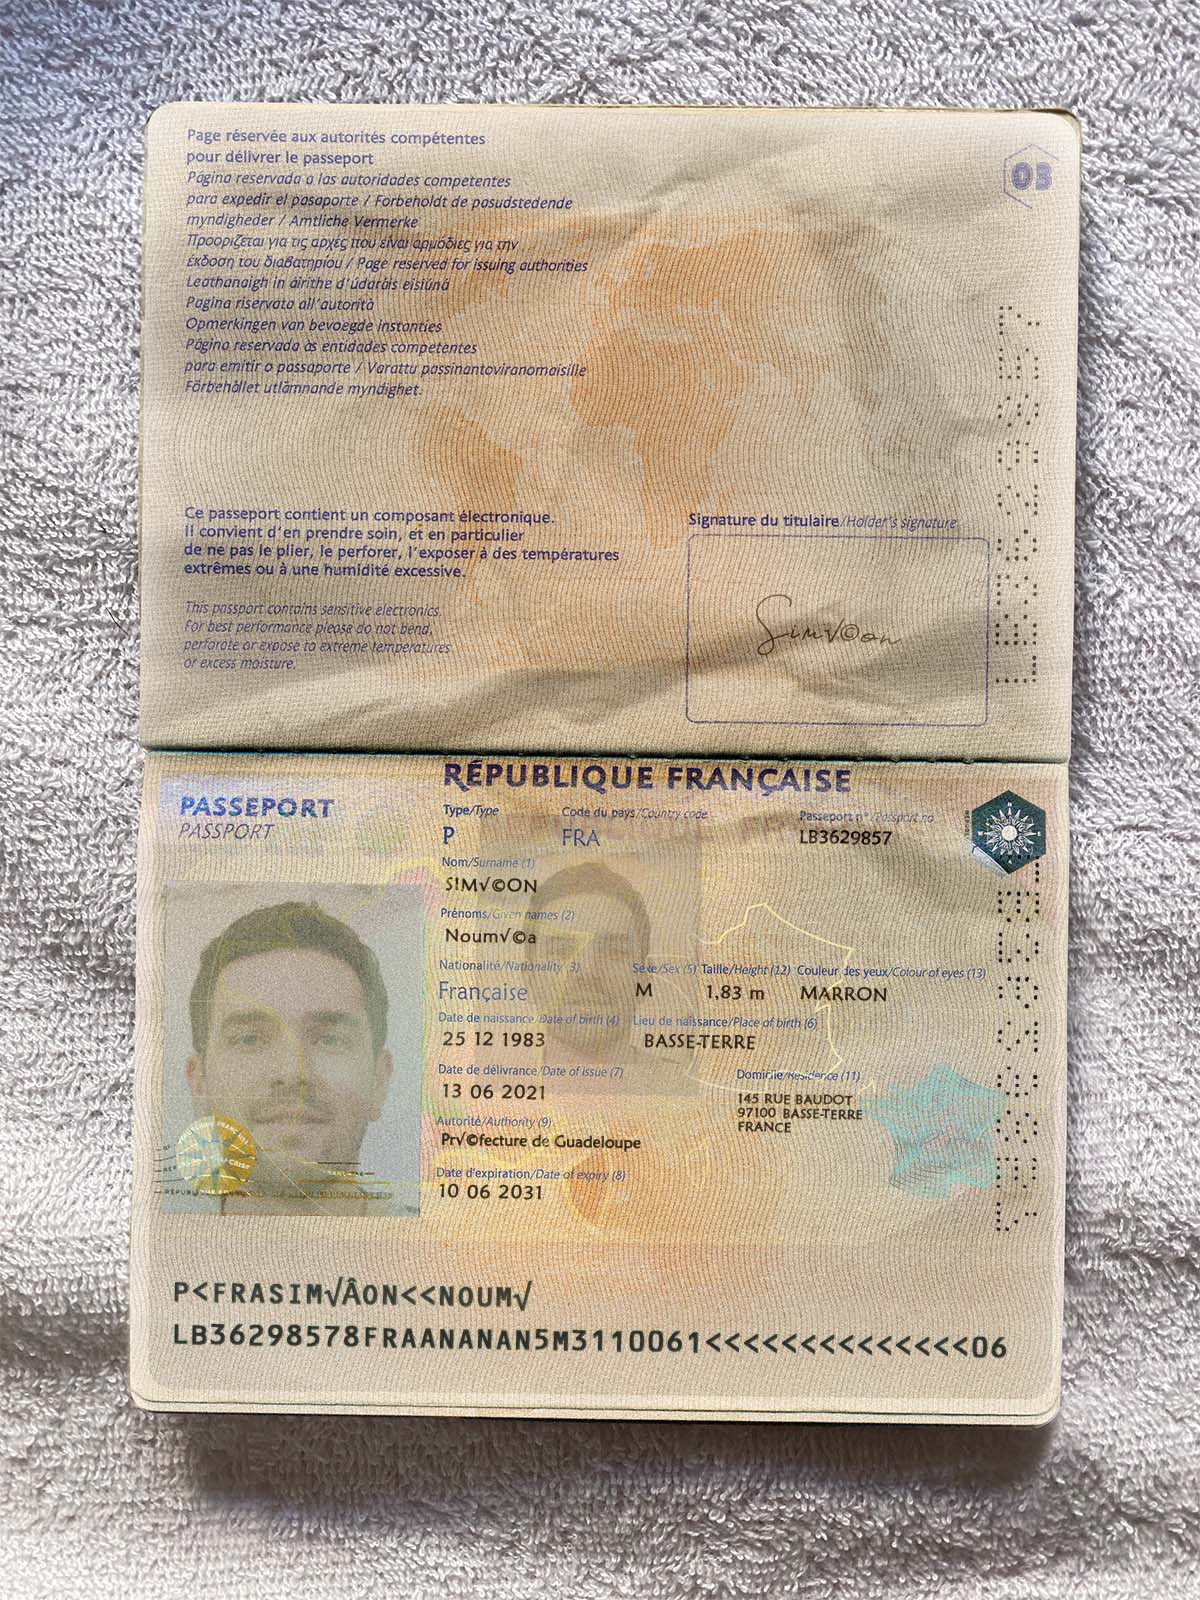 Page réservée aux autorités compétentes
pour délivrer le passeport
Pagina reservada a las autoridades competentes
para expedir el pasaporte / Forbeholdt de pasudstedende
myndigheder / Amtliche Vermerke
Προορίζεται για τις αρχές που είναι αρμόδιες για την
έκδοση του διαβατηρίου / Page reserved for issuing authorities
Leathanaigh in áirithe d'údaráis eisiúna
Pagina riservata all'autorità
Opmerkingen van bevoegde instanties
Página reservada às entidades competentes
para emitir o passaporte / Varattu passinantoviranomaisille
Förbehållet utlämnande myndighet.
03
Ce passeport contient un composant électronique.
Il convient d'en prendre soin, et en particulier
de ne pas le plier, le perforer, l'exposer à des températures
extrêmes ou à une humidité excessive.
This passport contains sensitive electronics.
For best performance please do not bend,
perforate or expose to extreme temperatures
or excess moisture.
Signature du titulaire/Holder's signature
Simv©on
RÉPUBLIQUE FRANÇAISE
PASSEPORT
PASSPORT
Type/Type
Code du pays/Country code
Passeport n°/Passport no
P
FRA
LB3629857
Nom/Surname (1)
SIM√©ON
Prénoms/Given names (2)
Noum√©a
Nationalité/Nationality (3)
Sexe/Sex (5) Taille/Height (12) Couleur des yeux/Colour of eyes (13)
Française
M
1,83 m
MARRON
Date de naissance/Date of birth (4)
Lieu de naissance/Place of birth (6)
25 12 1983
BASSE-TERRE
Date de délivrance/Date of issue (7)
Domicile/Residence (11)
13 06 2021
145 RUE BAUDOT
97100 BASSE-TERRE
FRANCE
Autorité/Authority (9)
Pr√©fecture de Guadeloupe
Date d'expiration/Date of expiry (8)
10 06 2031
P<FRASIM√ÂON<<NOUM√
LB36298578FRAANANAN5M3110061<<<<<<<<<<<<<<06